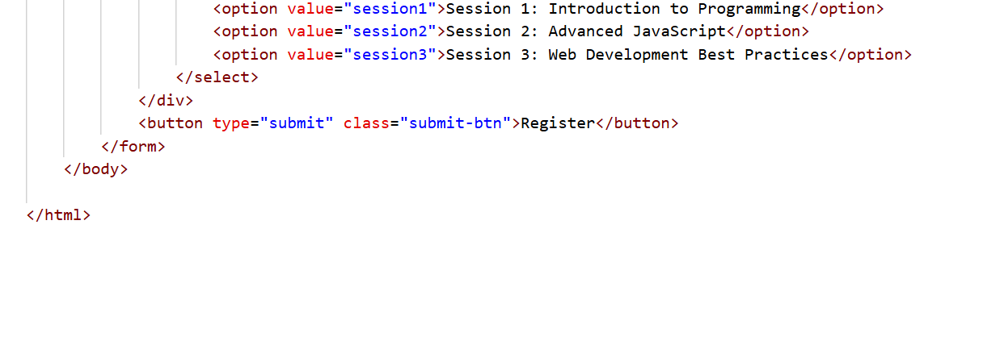 <option value="session1">Session 1: Introduction to Programming</option>
<option value="session2">Session 2: Advanced JavaScript</option>
<option value="session3">Session 3: Web Development Best Practices</option>
</select>
</div>
<button type="submit" class="submit-btn">Register</button>
</form>
</body>
</html>